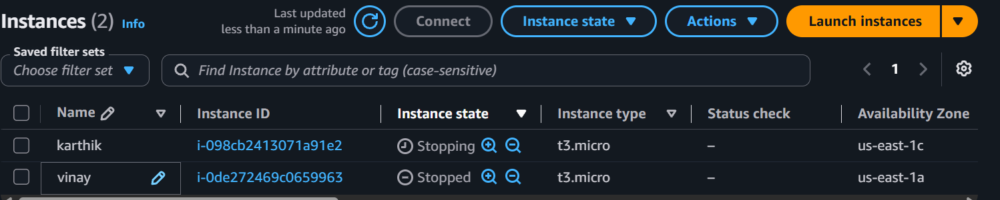 Instances (2) Info
Last updated
less than a minute ago
Connect
Instance state
Actions
Launch instances
Saved filter sets
Choose filter set
Find Instance by attribute or tag (case-sensitive)
1
Name Instance ID Instance state Instance type Status check Availability Zone
karthik i-098cb2413071a91e2 Stopping t3.micro – us-east-1c
vinay i-0de272469c0659963 Stopped t3.micro – us-east-1a